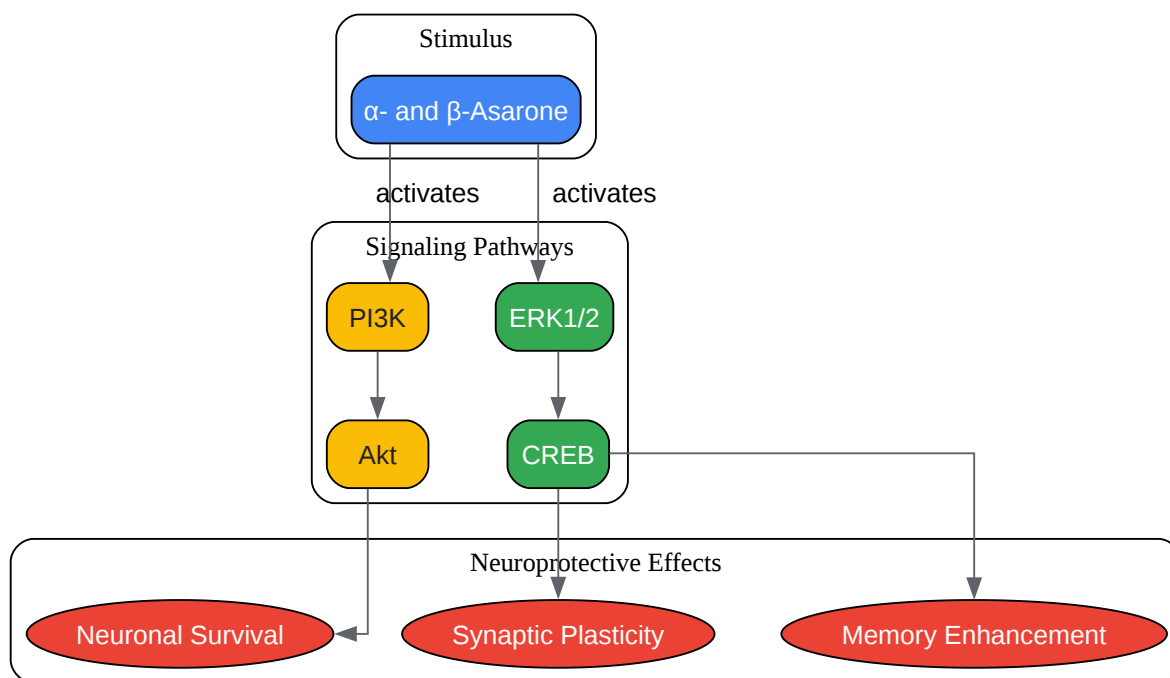 Stimulus
α- and β-Asarone
activates
activates
Signaling Pathways
PI3K
ERK1/2
Akt
CREB
Neuroprotective Effects
Neuronal Survival
Synaptic Plasticity
Memory Enhancement